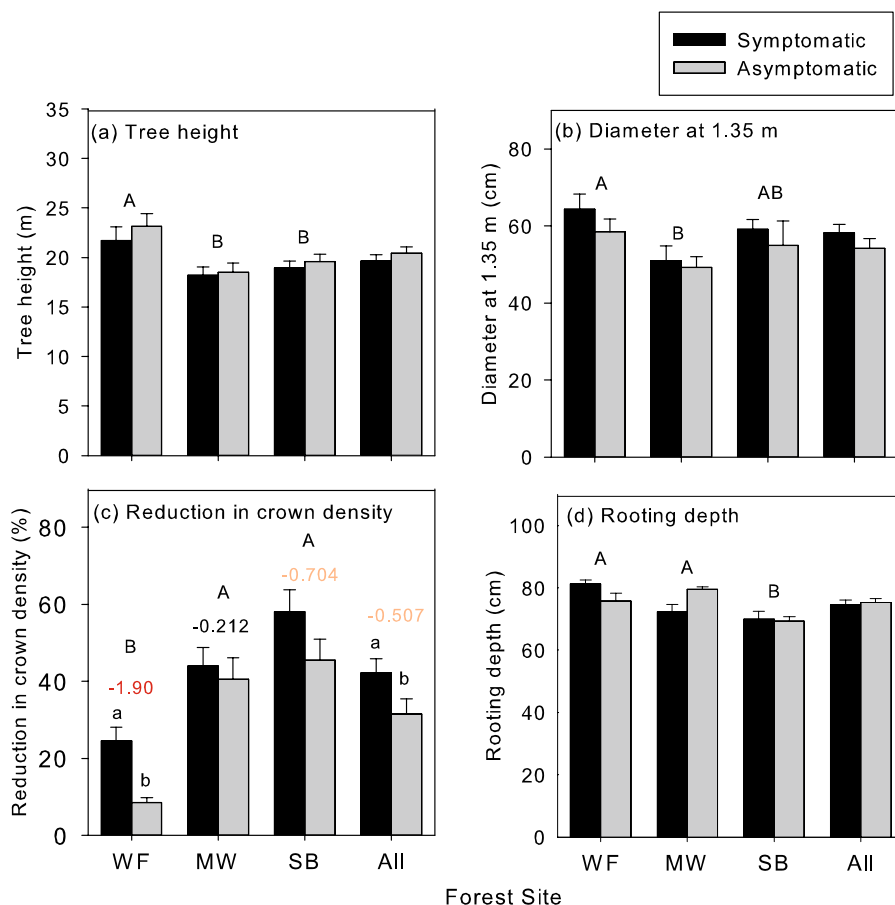 Symptomatic
Asymptomatic
(a) Tree height
Tree height (m)
35
30
25
20
15
10
5
0
A
B
B
(b) Diameter at 1.35 m
Diameter at 1.35 m (cm)
80
60
40
20
0
A
B
AB
(c) Reduction in crown density
Reduction in crown density (%)
80
60
40
20
0
B
-1.90
a
b
A
-0.212
A
-0.704
-0.507
a
b
WF MW SB All
(d) Rooting depth
Rooting depth (cm)
100
80
60
40
20
0
A
A
B
WF MW SB All
Forest Site